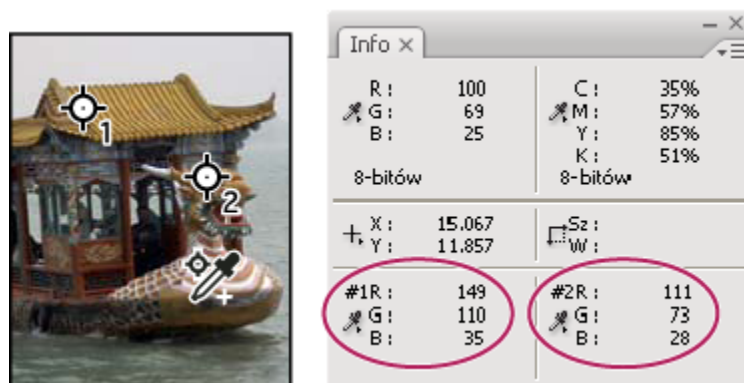 Info ×
R: 100 C: 35%
G: 69 M: 57%
B: 25 Y: 85%
K: 51%
8-bitów 8-bitów
X: 15.067 Sz:
Y: 11.857 W:
#1R: 149 #2R: 111
G: 110 G: 73
B: 35 B: 28
1
2